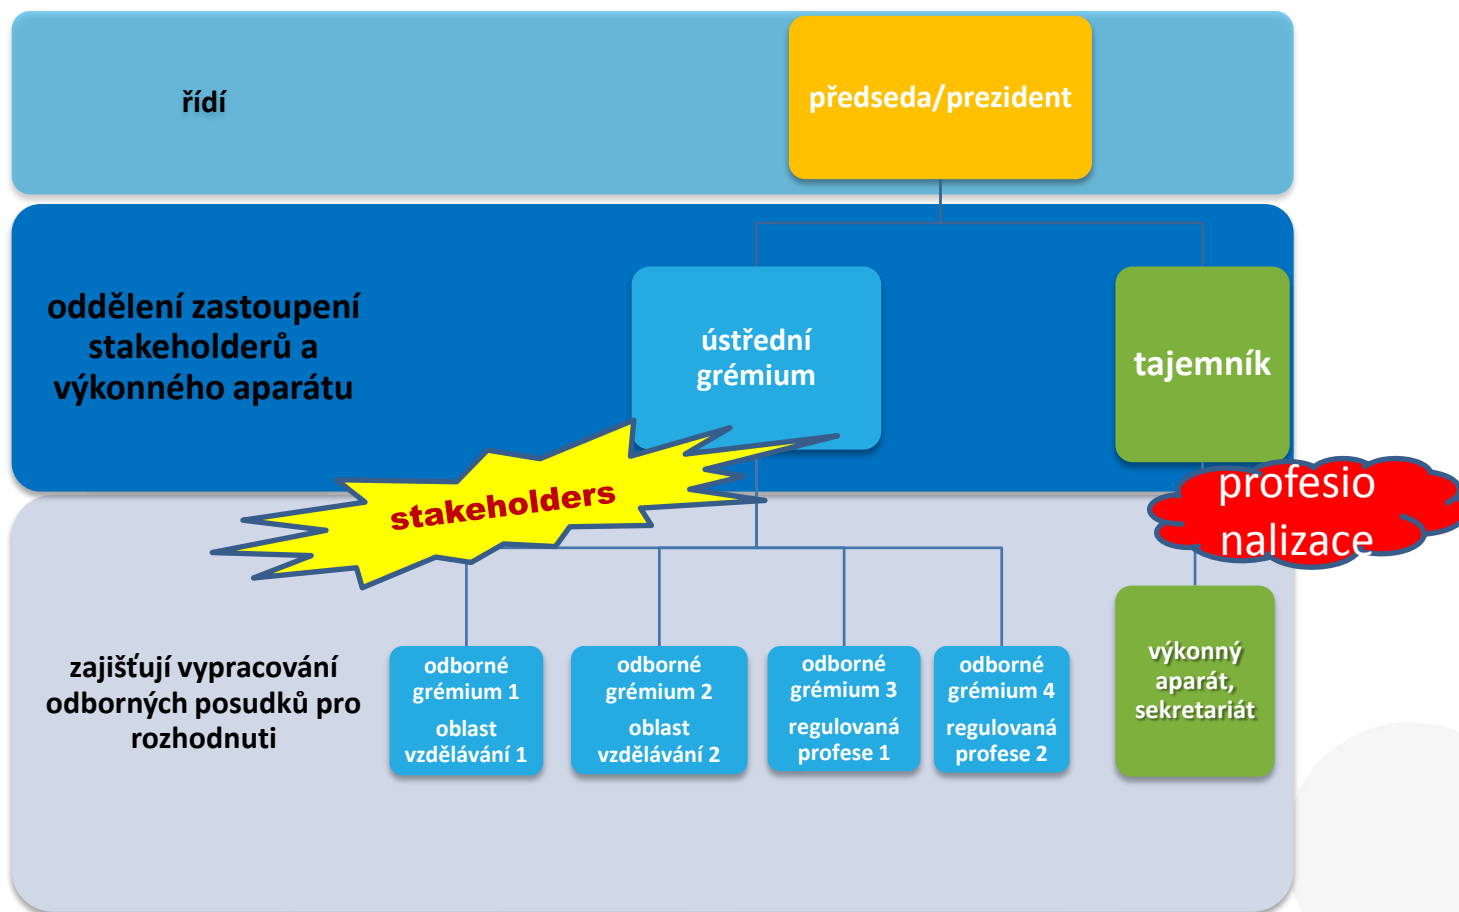 řídí
předseda/prezident
oddělení zastoupení
stakeholderů a
výkonného aparátu
ústřední
grémium
tajemník
stakeholders
profesio
nalizace
zajišťují vypracování
odborných posudků pro
rozhodnuti
odborné
grémium 1
oblast
vzdělávání 1
odborné
grémium 2
oblast
vzdělávání 2
odborné
grémium 3
regulovaná
profese 1
odborné
grémium 4
regulovaná
profese 2
výkonný
aparát,
sekretariát